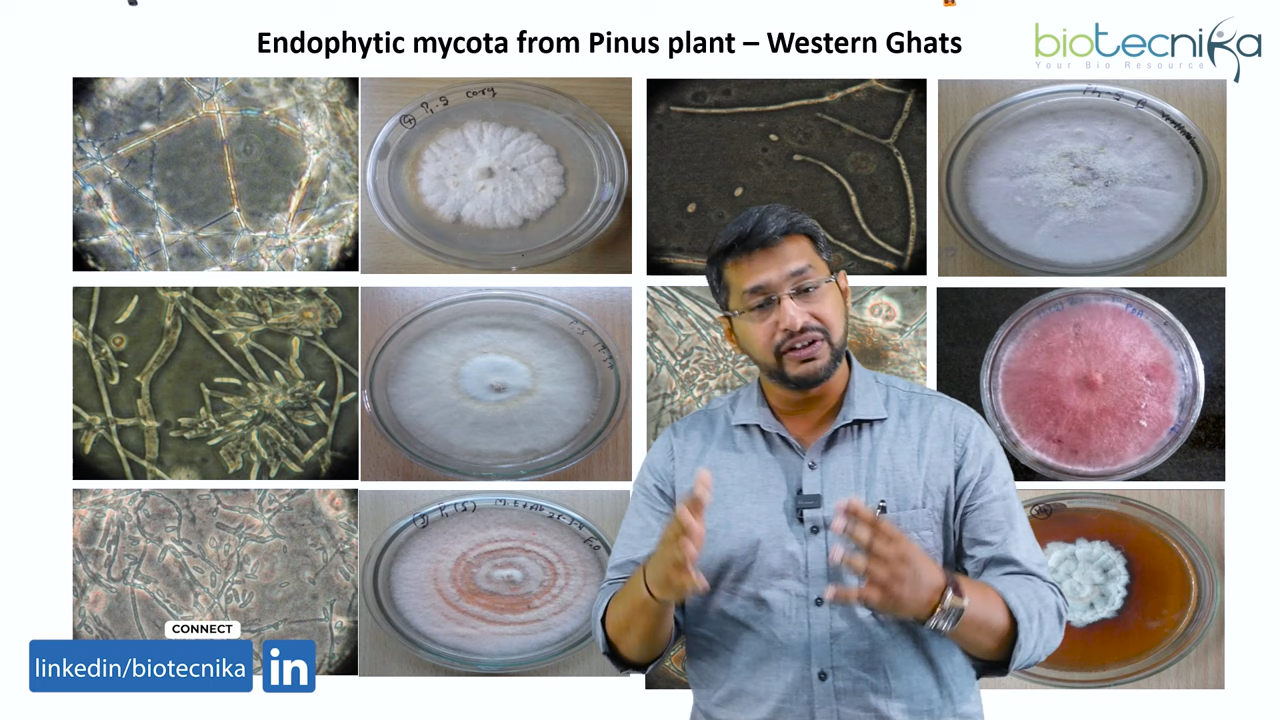 Endophytic mycota from Pinus plant – Western Ghats
biotecnika
Your Bio Resource
CONNECT
linkedin/biotecnika
in